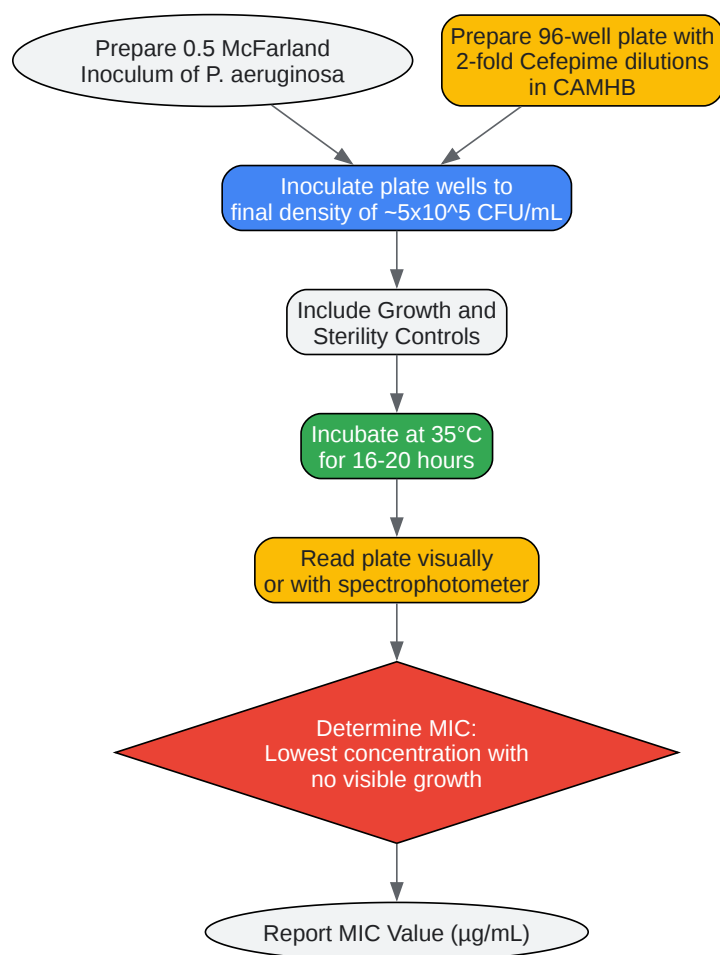 Prepare 0.5 McFarland
Inoculum of P. aeruginosa
Prepare 96-well plate with
2-fold Cefepime dilutions
in CAMHB
Inoculate plate wells to
final density of ~5x10^5 CFU/mL
Include Growth and
Sterility Controls
Incubate at 35°C
for 16-20 hours
Read plate visually
or with spectrophotometer
Determine MIC:
Lowest concentration with
no visible growth
Report MIC Value (µg/mL)